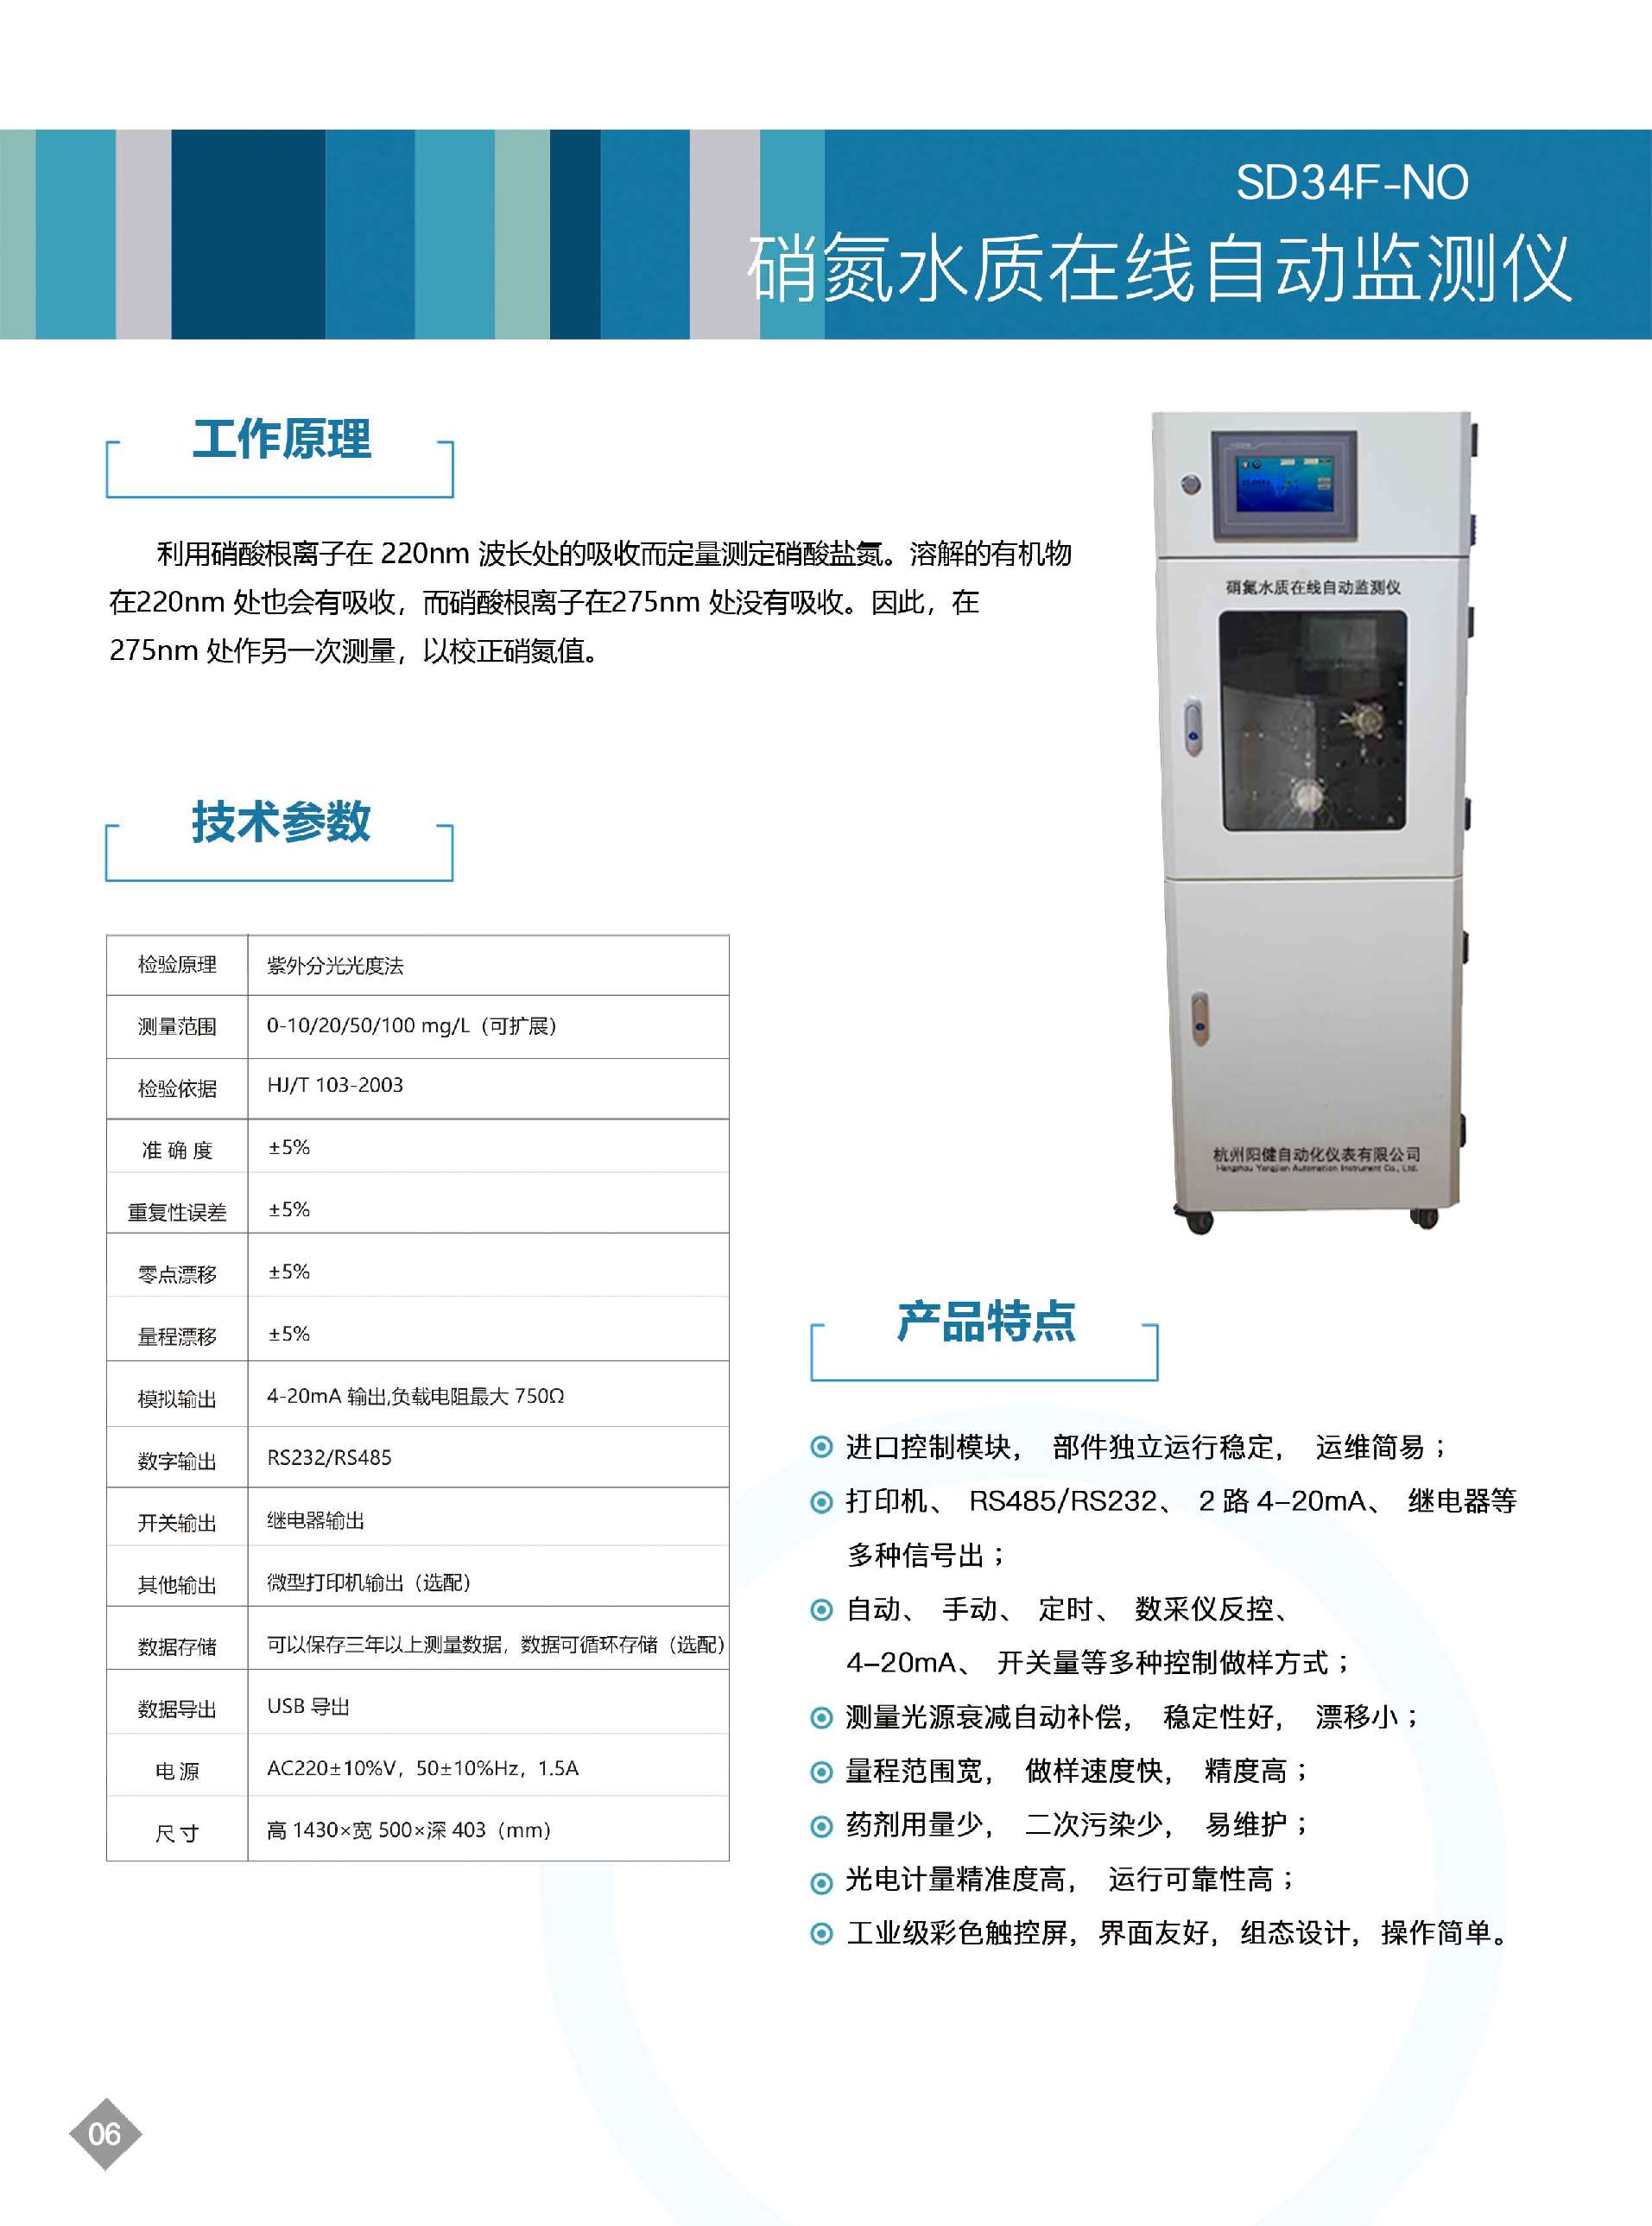 SD34F-NO
硝氮水质在线自动监测仪
工作原理
利用硝酸根离子在 220nm 波长处的吸收而定量测定硝酸盐氮。溶解的有机物
在220nm 处也会有吸收，而硝酸根离子在275nm 处没有吸收。因此，在
275nm 处作另一次测量，以校正硝氮值。
硝氮水质在线自动监测仪
杭州阳健自动化仪表有限公司
Hangzhou Yangjian Automation Instrument Co., Ltd.
技术参数
检验原理 紫外分光光度法
测量范围 0-10/20/50/100 mg/L（可扩展）
检验依据 HJ/T 103-2003
准 确 度 ±5%
重复性误差 ±5%
零点漂移 ±5%
量程漂移 ±5%
模拟输出 4-20mA 输出,负载电阻最大 750Ω
数字输出 RS232/RS485
开关输出 继电器输出
其他输出 微型打印机输出（选配）
数据存储 可以保存三年以上测量数据，数据可循环存储（选配）
数据导出 USB 导出
电 源 AC220±10%V，50±10%Hz，1.5A
尺 寸 高 1430×宽 500×深 403（mm）
产品特点
进口控制模块， 部件独立运行稳定， 运维简易；
打印机、 RS485/RS232、 2 路 4-20mA、 继电器等
多种信号出；
自动、 手动、 定时、 数采仪反控、
4-20mA、 开关量等多种控制做样方式；
测量光源衰减自动补偿， 稳定性好， 漂移小；
量程范围宽， 做样速度快， 精度高；
药剂用量少， 二次污染少， 易维护；
光电计量精准度高， 运行可靠性高；
工业级彩色触控屏，界面友好，组态设计，操作简单。
06